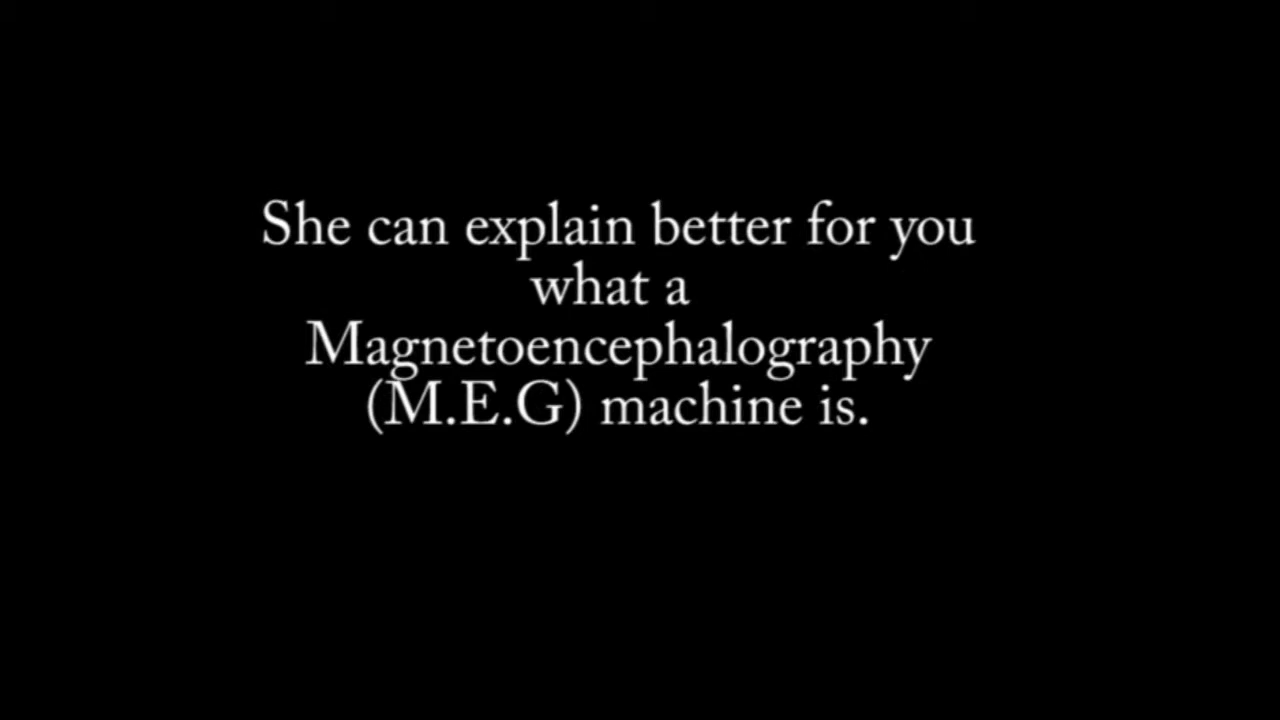 She can explain better for you
what a
Magnetoencephalography
(M.E.G) machine is.